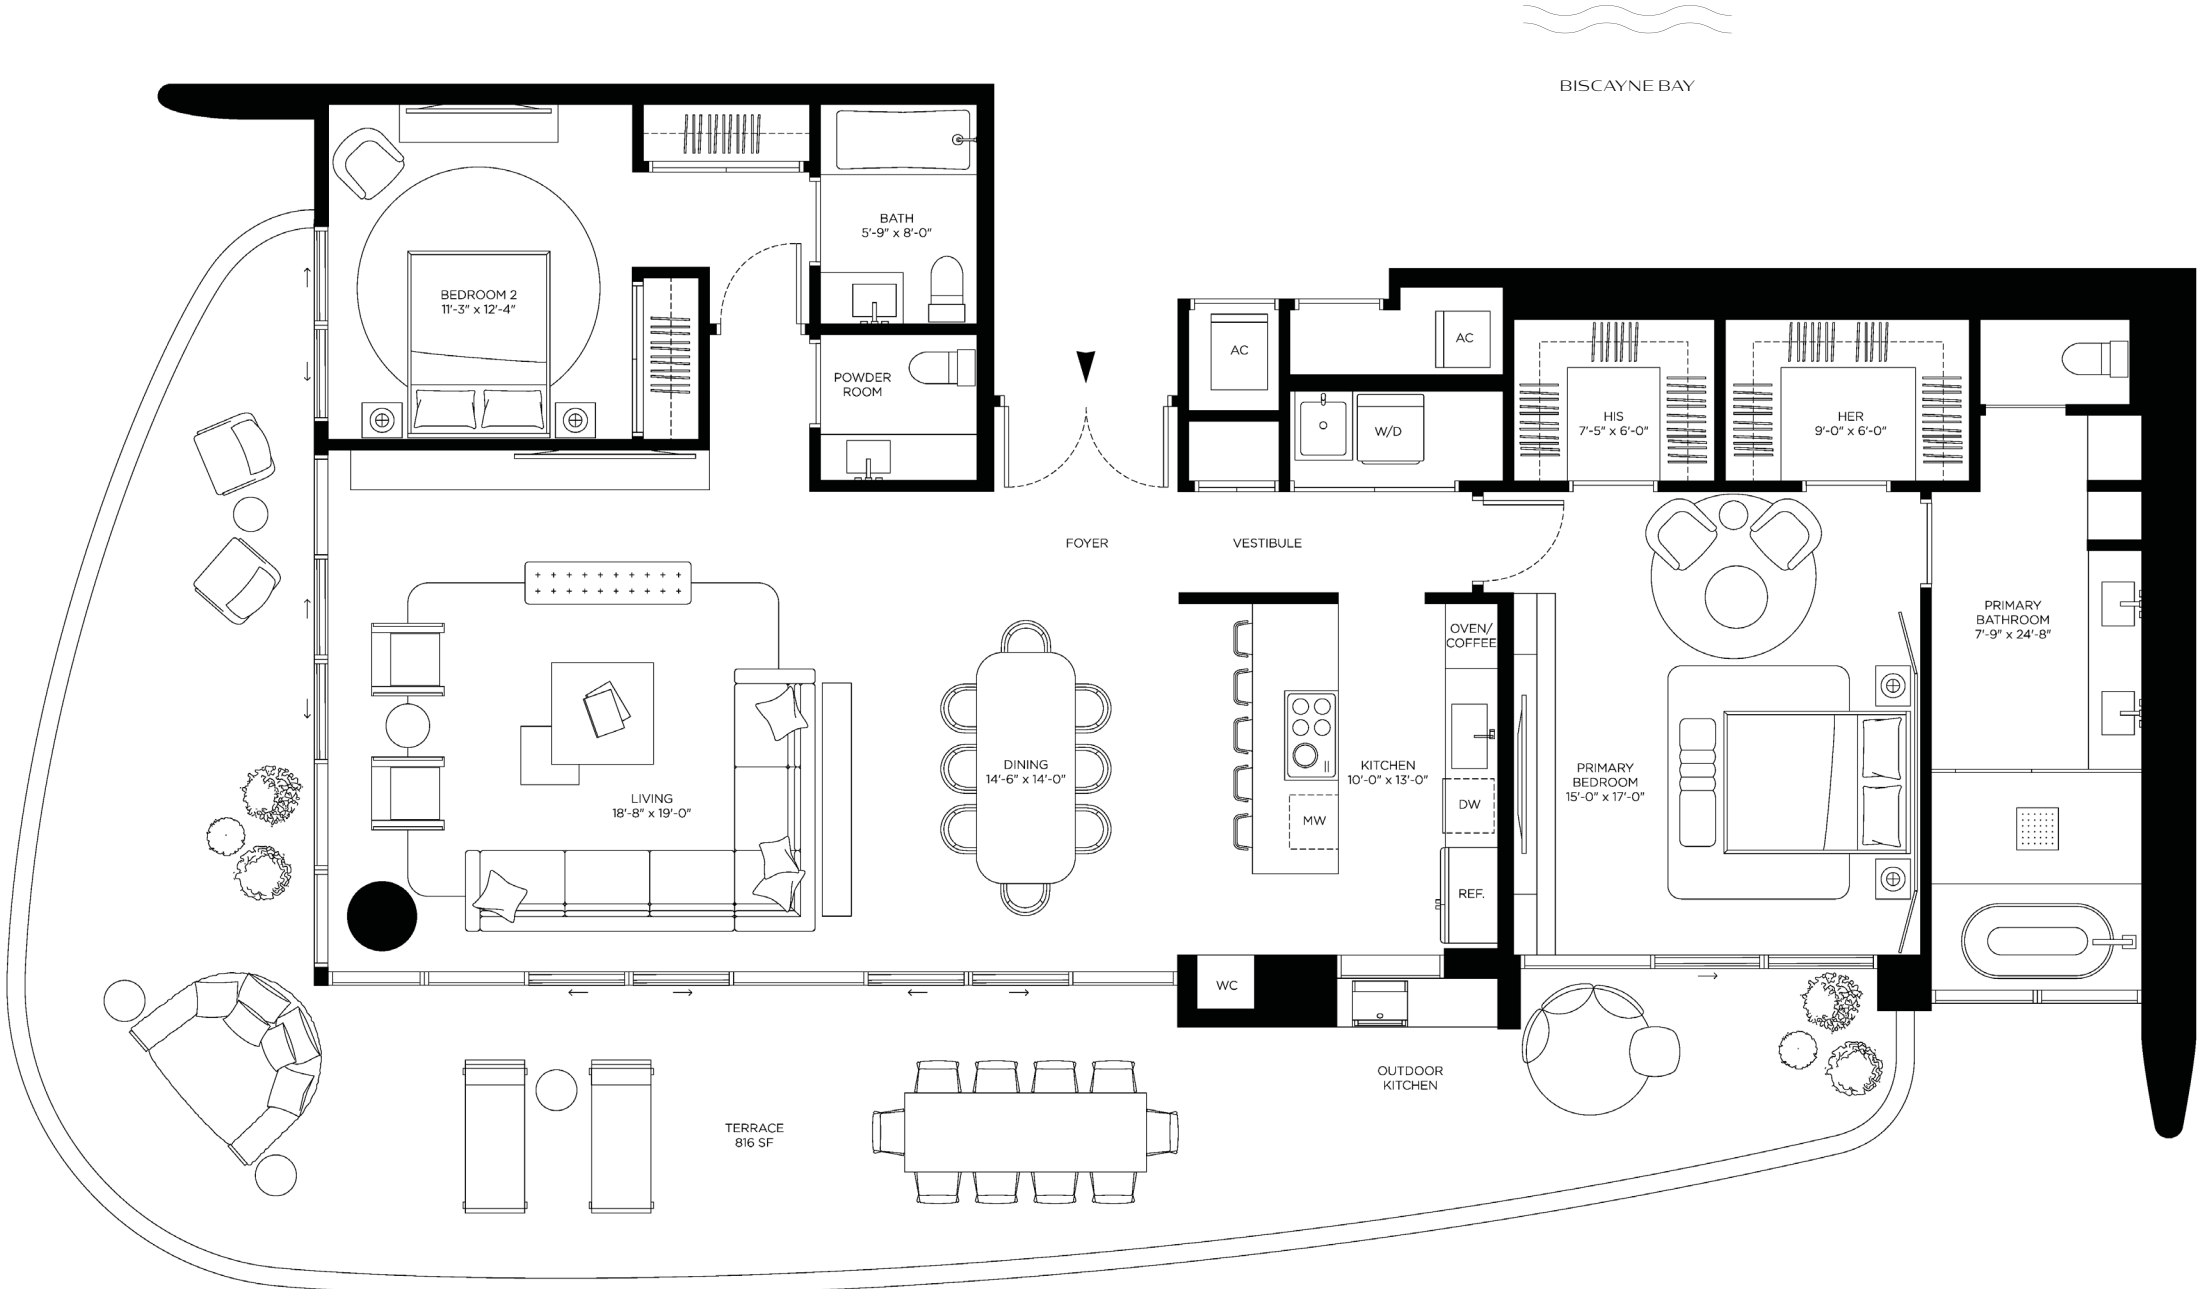 BISCAYNE BAY
BATH
5'-9" x 8'-0"
BEDROOM 2
11'-3" x 12'-4"
POWDER
ROOM
AC
AC
W/D
HIS
7'-5" x 6'-0"
HER
9'-0" x 6'-0"
FOYER
VESTIBULE
PRIMARY
BATHROOM
7'-9" x 24'-8"
OVEN/
COFFEE
DINING
14'-6" x 14'-0"
KITCHEN
10'-0" x 13'-0"
PRIMARY
BEDROOM
15'-0" x 17'-0"
LIVING
18'-8" x 19'-0"
DW
MW
REF.
WC
OUTDOOR
KITCHEN
TERRACE
816 SF